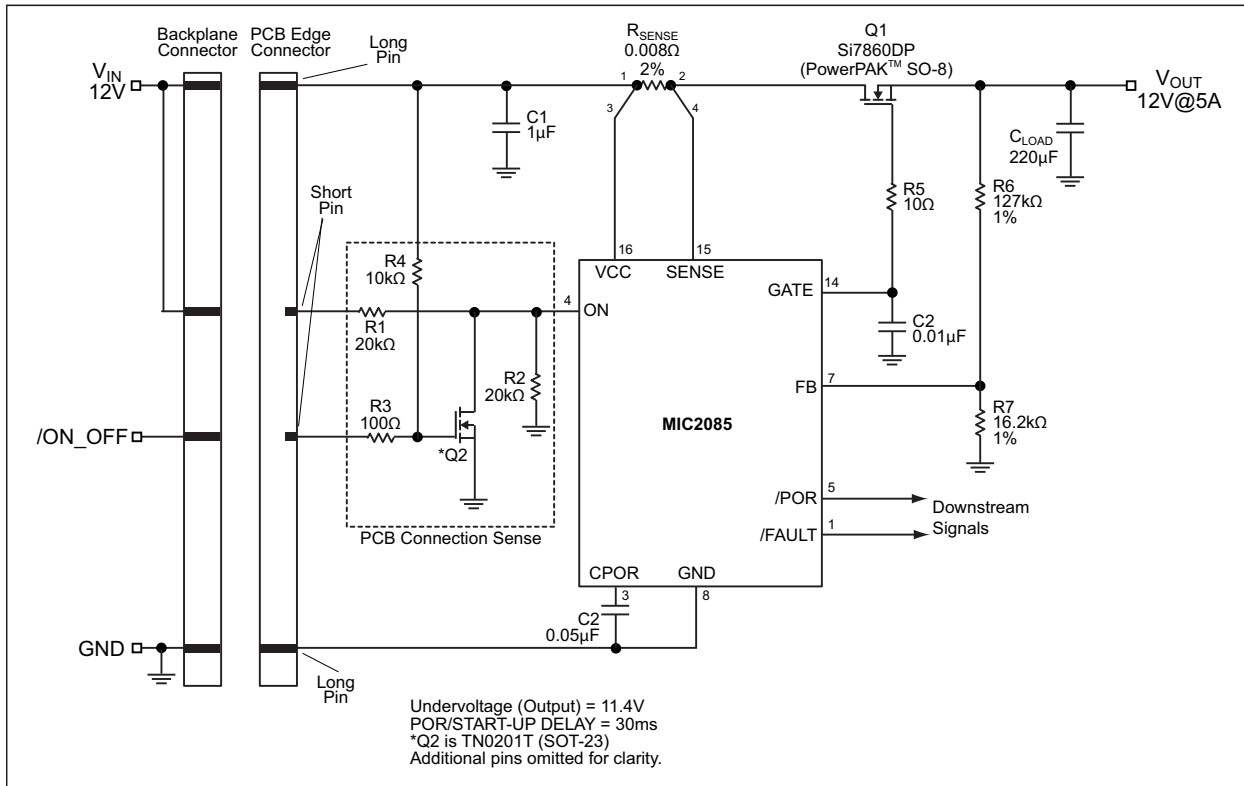 Backplane
Connector
PCB Edge
Connector
Long
Pin
RSENSE
0.008Ω
2%
Q1
Si7860DP
(PowerPAK™ SO-8)
VIN
12V
1
2
3
4
VOUT
12V@5A
C1
1µF
CLOAD
220µF
Short
Pin
R5
10Ω
R6
127kΩ
1%
16
15
VCC
SENSE
R4
10kΩ
GATE
14
4
ON
R1
20kΩ
C2
0.01µF
R2
20kΩ
FB
7
R3
100Ω
/ON_OFF
*Q2
MIC2085
R7
16.2kΩ
1%
PCB Connection Sense
/POR
5
Downstream
Signals
/FAULT
1
CPOR
GND
3
8
C2
0.05µF
GND
Long
Pin
Undervoltage (Output) = 11.4V
POR/START-UP DELAY = 30ms
*Q2 is TN0201T (SOT-23)
Additional pins omitted for clarity.